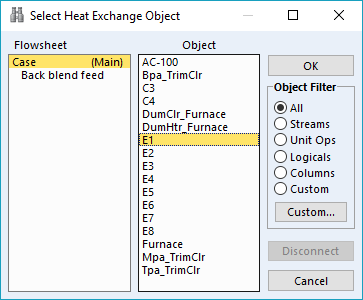 Select Heat Exchange Object
Flowsheet
Case (Main)
Back blend feed
Object
AC-100
Bpa_TrimClr
C3
C4
DumClr_Furnace
DumHtr_Furnace
E1
E2
E3
E4
E5
E6
E7
E8
Furnace
Mpa_TrimClr
Tpa_TrimClr
OK
Object Filter
All
Streams
Unit Ops
Logicals
Columns
Custom
Custom...
Disconnect
Cancel